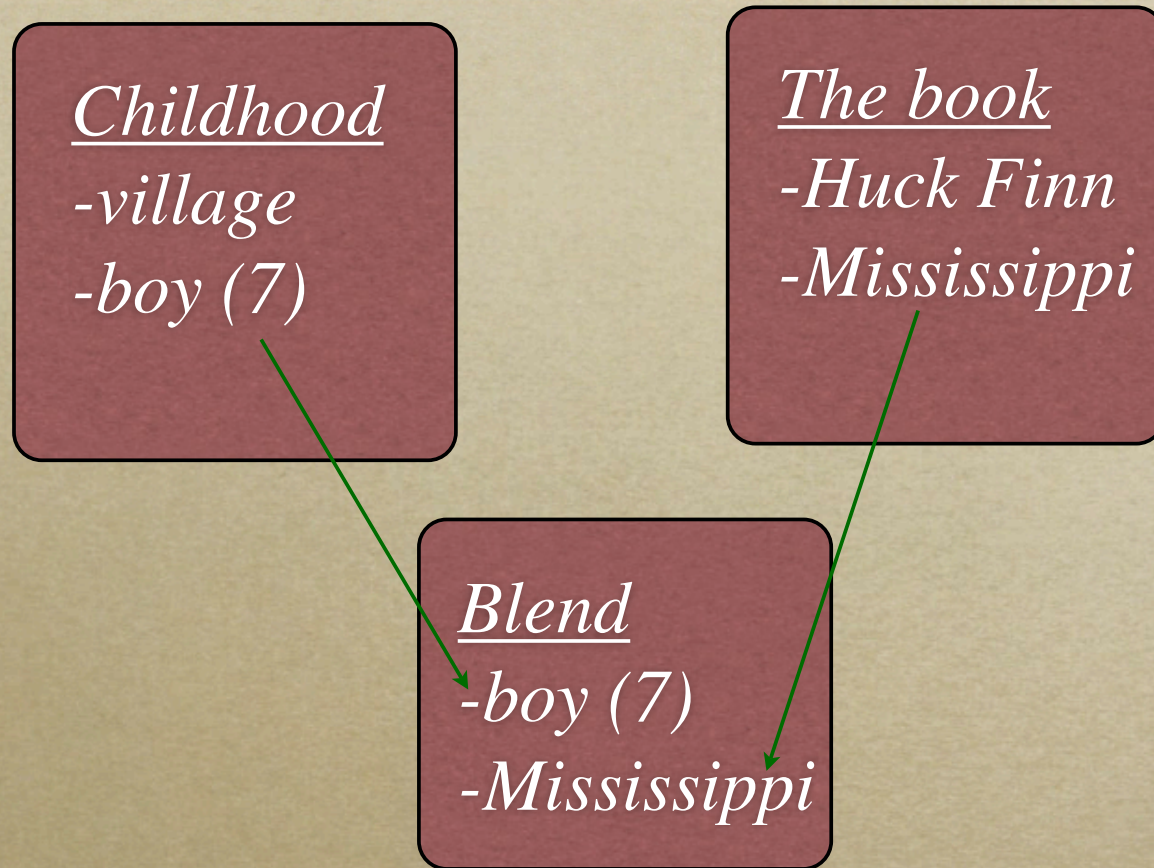 Childhood
-village
-boy (7)
The book
-Huck Finn
-Mississippi
Blend
-boy (7)
-Mississippi